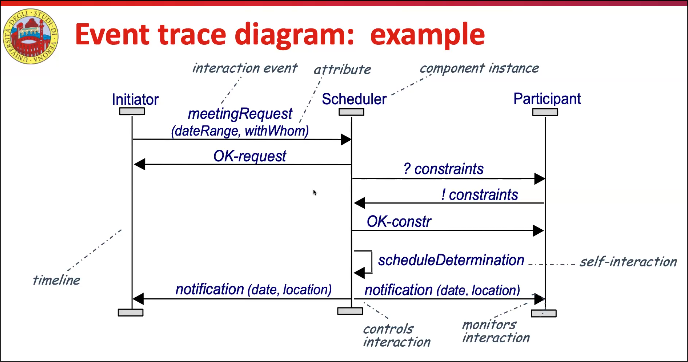 Event trace diagram: example
interaction event
attribute
component instance
Initiator
Scheduler
Participant
meetingRequest
(dateRange, withWhom)
OK-request
? constraints
! constraints
OK-constr
scheduleDetermination
self-interaction
timeline
notification (date, location)
notification (date, location)
controls
interaction
monitors
interaction